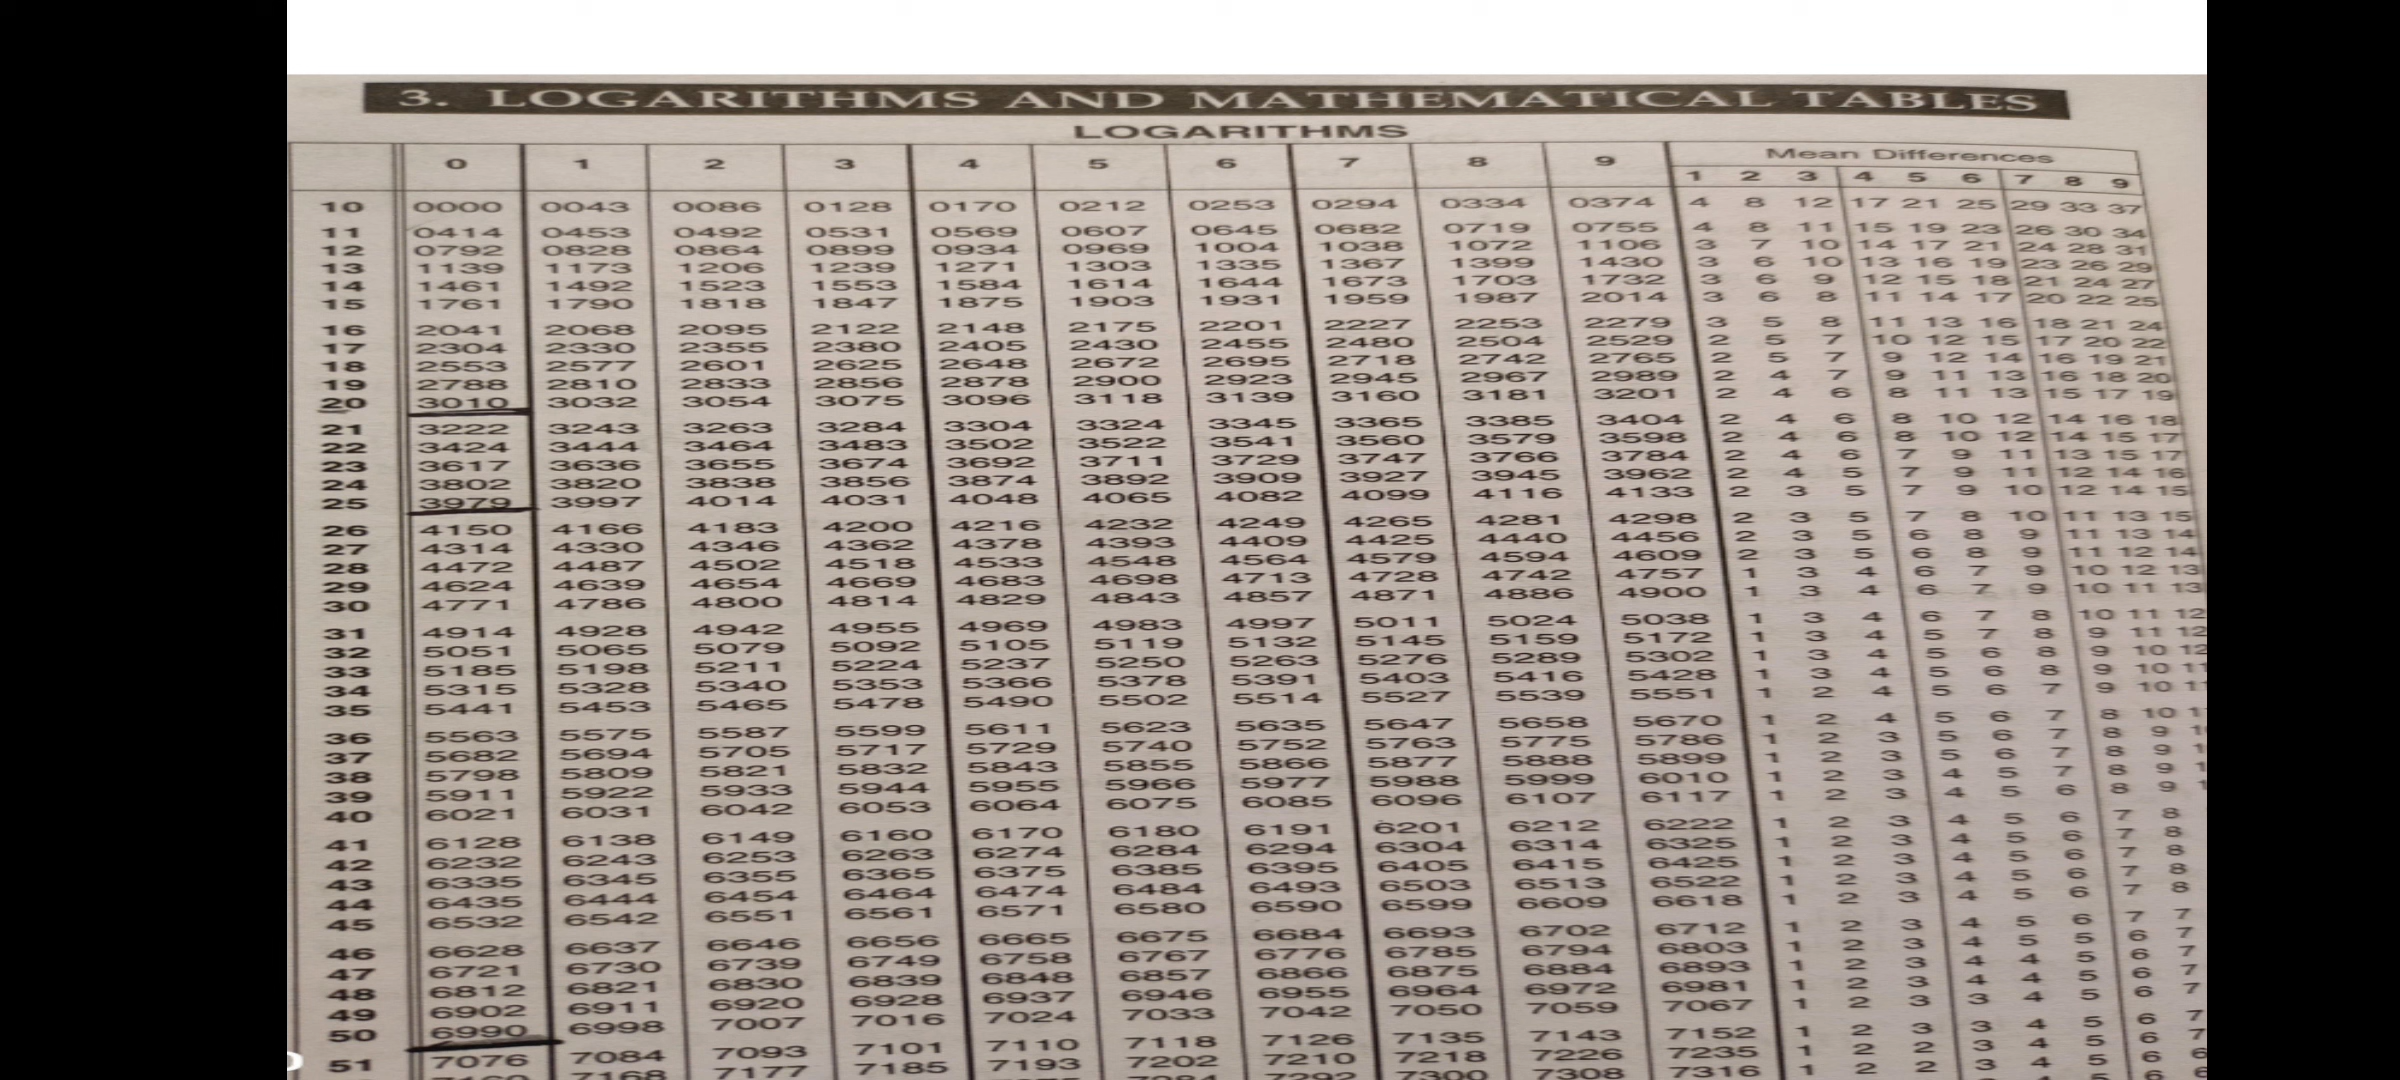 3. LOGARITHMS AND MATHEMATICAL TABLES
LOGARITHMS
0 1 2 3 4 5 6 7 8 9 Mean Differences
1 2 3 4 5 6 7 8 9
10 0000 0043 0086 0128 0170 0212 0253 0294 0334 0374 4 8 12 17 21 25 29 33 37
11 0414 0453 0492 0531 0569 0607 0645 0682 0719 0755 4 8 11 15 19 23 26 30 34
12 0792 0828 0864 0899 0934 0969 1004 1038 1072 1106 3 7 10 14 17 21 24 28 31
13 1139 1173 1206 1239 1271 1303 1335 1367 1399 1430 3 6 10 13 16 19 23 26 29
14 1461 1492 1523 1553 1584 1614 1644 1673 1703 1732 3 6 9 12 15 18 21 24 27
15 1761 1790 1818 1847 1875 1903 1931 1959 1987 2014 3 6 8 11 14 17 20 22 25
16 2041 2068 2095 2122 2148 2175 2201 2227 2253 2279 3 5 8 11 13 16 18 21 24
17 2304 2330 2355 2380 2405 2430 2455 2480 2504 2529 2 5 7 10 12 15 17 20 22
18 2553 2577 2601 2625 2648 2672 2695 2718 2742 2765 2 5 7 9 12 14 16 19 21
19 2788 2810 2833 2856 2878 2900 2923 2945 2967 2989 2 4 7 9 11 13 16 18 20
20 3010 3032 3054 3075 3096 3118 3139 3160 3181 3201 2 4 6 8 11 13 15 17 19
21 3222 3243 3263 3284 3304 3324 3345 3365 3385 3404 2 4 6 8 10 12 14 16 18
22 3424 3444 3464 3483 3502 3522 3541 3560 3579 3598 2 4 6 8 10 12 14 15 17
23 3617 3636 3655 3674 3692 3711 3729 3747 3766 3784 2 4 6 7 9 11 13 15 17
24 3802 3820 3838 3856 3874 3892 3909 3927 3945 3962 2 4 5 7 9 11 12 14 16
25 3979 3997 4014 4031 4048 4065 4082 4099 4116 4133 2 3 5 7 9 10 12 14 15
26 4150 4166 4183 4200 4216 4232 4249 4265 4281 4298 2 3 5 7 8 10 11 13 15
27 4314 4330 4346 4362 4378 4393 4409 4425 4440 4456 2 3 5 6 8 9 11 13 14
28 4472 4487 4502 4518 4533 4548 4564 4579 4594 4609 2 3 5 6 8 9 11 12 14
29 4624 4639 4654 4669 4683 4698 4713 4728 4742 4757 1 3 4 6 7 9 10 12 13
30 4771 4786 4800 4814 4829 4843 4857 4871 4886 4900 1 3 4 6 7 9 10 11 13
31 4914 4928 4942 4955 4969 4983 4997 5011 5024 5038 1 3 4 6 7 8 10 11 12
32 5051 5065 5079 5092 5105 5119 5132 5145 5159 5172 1 3 4 5 7 8 9 11 12
33 5185 5198 5211 5224 5237 5250 5263 5276 5289 5302 1 3 4 5 6 8 9 10 12
34 5315 5328 5340 5353 5366 5378 5391 5403 5416 5428 1 3 4 5 6 8 9 10 11
35 5441 5453 5465 5478 5490 5502 5514 5527 5539 5551 1 2 4 5 6 7 9 10 11
36 5563 5575 5587 5599 5611 5623 5635 5647 5658 5670 1 2 4 5 6 7 8 10
37 5682 5694 5705 5717 5729 5740 5752 5763 5775 5786 1 2 3 5 6 7 8 9
38 5798 5809 5821 5832 5843 5855 5866 5877 5888 5899 1 2 3 5 6 7 8 9
39 5911 5922 5933 5944 5955 5966 5977 5988 5999 6010 1 2 3 4 5 7 8 9
40 6021 6031 6042 6053 6064 6075 6085 6096 6107 6117 1 2 3 4 5 6 8 9
41 6128 6138 6149 6160 6170 6180 6191 6201 6212 6222 1 2 3 4 5 6 7 8
42 6232 6243 6253 6263 6274 6284 6294 6304 6314 6325 1 2 3 4 5 6 7 8
43 6335 6345 6355 6365 6375 6385 6395 6405 6415 6425 1 2 3 4 5 6 7 8
44 6435 6444 6454 6464 6474 6484 6493 6503 6513 6522 1 2 3 4 5 6 7 8
45 6532 6542 6551 6561 6571 6580 6590 6599 6609 6618 1 2 3 4 5 6 7 8
46 6628 6637 6646 6656 6665 6675 6684 6693 6702 6712 1 2 3 4 5 6 7 7
47 6721 6730 6739 6749 6758 6767 6776 6785 6794 6803 1 2 3 4 5 5 6 7
48 6812 6821 6830 6839 6848 6857 6866 6875 6884 6893 1 2 3 4 4 5 6 7
49 6902 6911 6920 6928 6937 6946 6955 6964 6972 6981 1 2 3 4 4 5 6 7
50 6990 6998 7007 7016 7024 7033 7042 7050 7059 7067 1 2 3 3 4 5 6 7
51 7076 7084 7093 7101 7110 7118 7126 7135 7143 7152 1 2 3 3 4 5 6 7
7168 7177 7185 7193 7202 7210 7218 7226 7235 1 2 2 3 4 5 6 7
7300 7308 7316 1 2 2 3 4 5 6 6